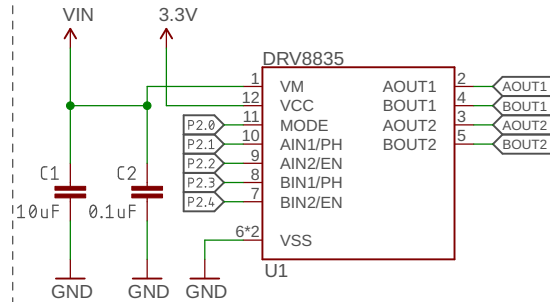 VIN 3.3V
DRV8835
1 VM AOUT1 2 AOUT1
12 VCC BOUT1 4 BOUT1
P2.0 11 MODE AOUT2 3 AOUT2
P2.1 10 AIN1/PH BOUT2 5 BOUT2
P2.2 9 AIN2/EN
P2.3 8 BIN1/PH
P2.4 7 BIN2/EN
C1 C2
10uF 0.1uF
6*2 VSS
U1
GND GND GND